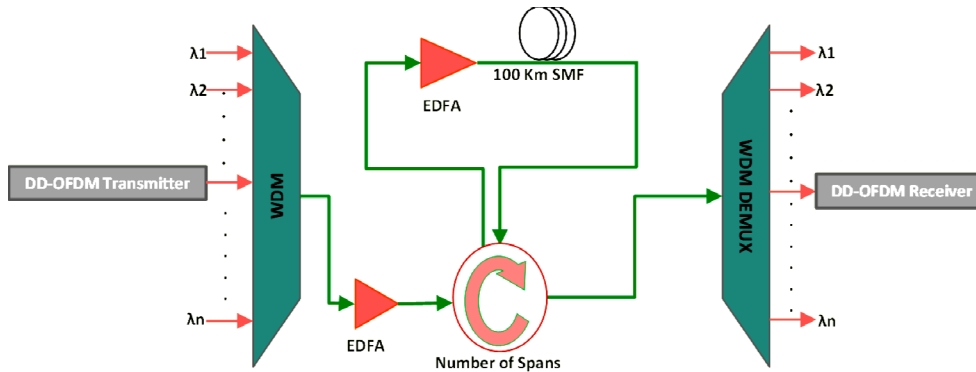 λ1
λ2
DD-OFDM Transmitter
λn
WDM
EDFA
100 Km SMF
EDFA
Number of Spans
WDM DEMUX
λ1
λ2
DD-OFDM Receiver
λn